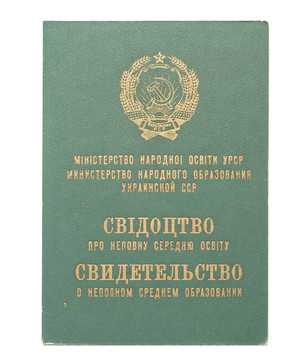 МІНІСТЕРСТВО НАРОДНОЇ ОСВІТИ УРСР
МИНИСТЕРСТВО НАРОДНОГО ОБРАЗОВАНИЯ
УКРАИНСКОЙ ССР
СВІДОЦТВО
ПРО НЕПОВНУ СЕРЕДНЮ ОСВІТУ
СВИДЕТЕЛЬСТВО
О НЕПОЛНОМ СРЕДНЕМ ОБРАЗОВАНИИ